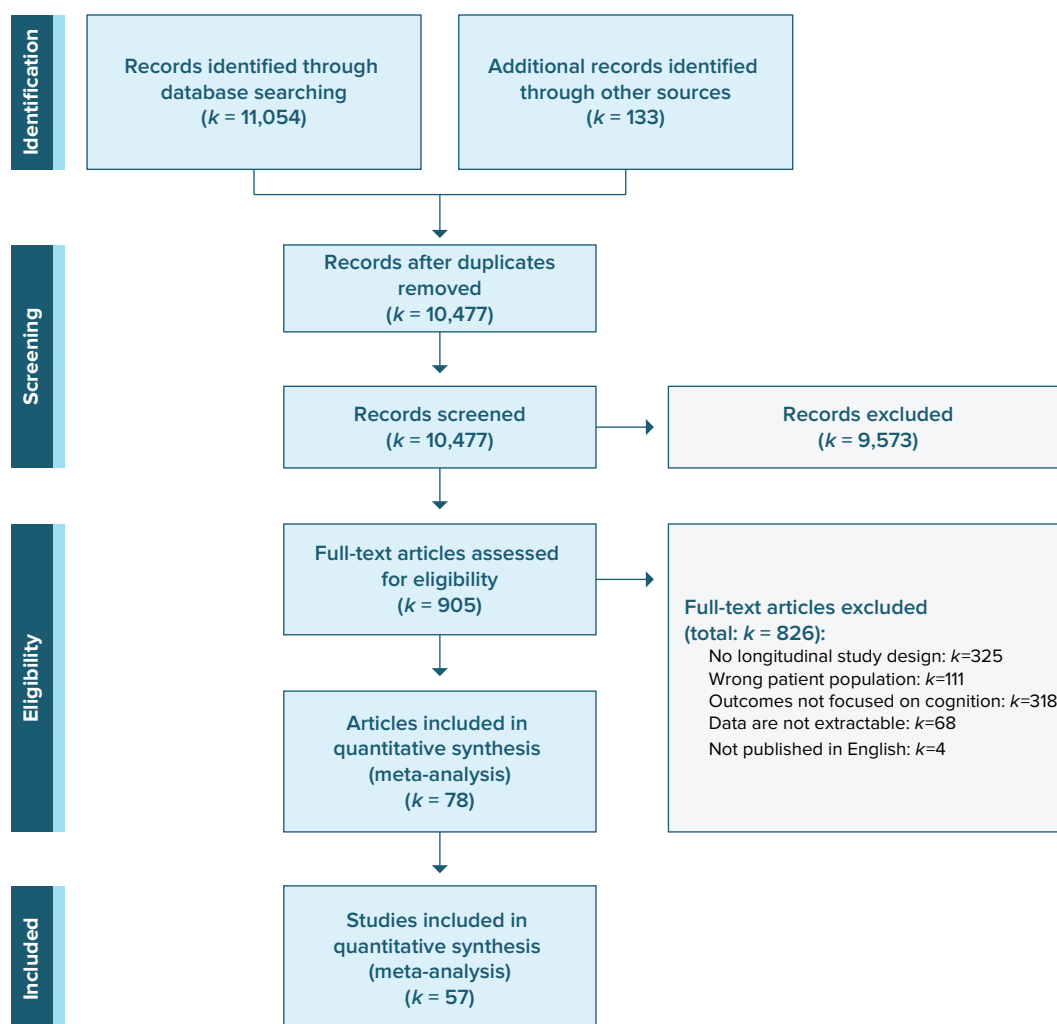 Identification
Records identified through
database searching
(k = 11,054)
Additional records identified
through other sources
(k = 133)
Screening
Records after duplicates
removed
(k = 10,477)
Records screened
(k = 10,477)
Records excluded
(k = 9,573)
Eligibility
Full-text articles assessed
for eligibility
(k = 905)
Full-text articles excluded
(total: k = 826):
No longitudinal study design: k=325
Wrong patient population: k=111
Outcomes not focused on cognition: k=318
Data are not extractable: k=68
Not published in English: k=4
Articles included in
quantitative synthesis
(meta-analysis)
(k = 78)
Included
Studies included in
quantitative synthesis
(meta-analysis)
(k = 57)